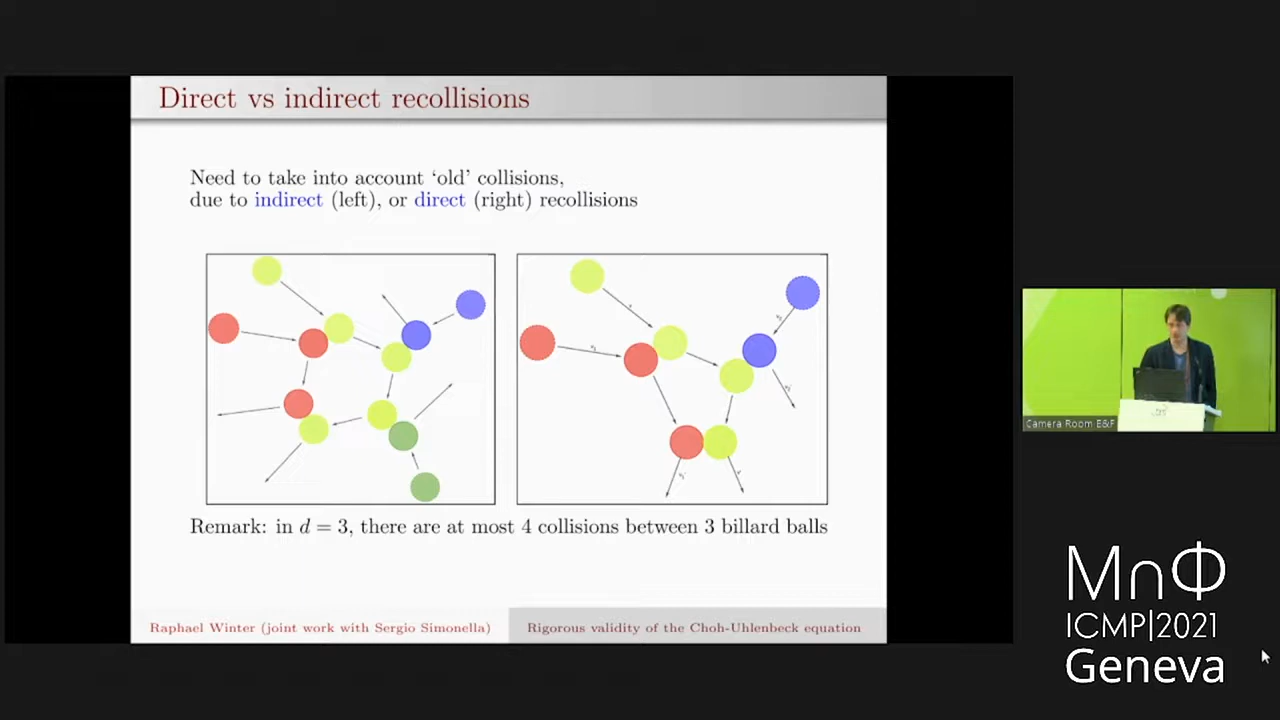 Direct vs indirect recollisions
Need to take into account ‘old’ collisions,
due to indirect (left), or direct (right) recollisions
Remark: in d = 3, there are at most 4 collisions between 3 billard balls
Raphael Winter (joint work with Sergio Simonella)
Rigorous validity of the Choh-Uhlenbeck equation
Camera Room E&F
MnΦ
ICMP|2021
Geneva